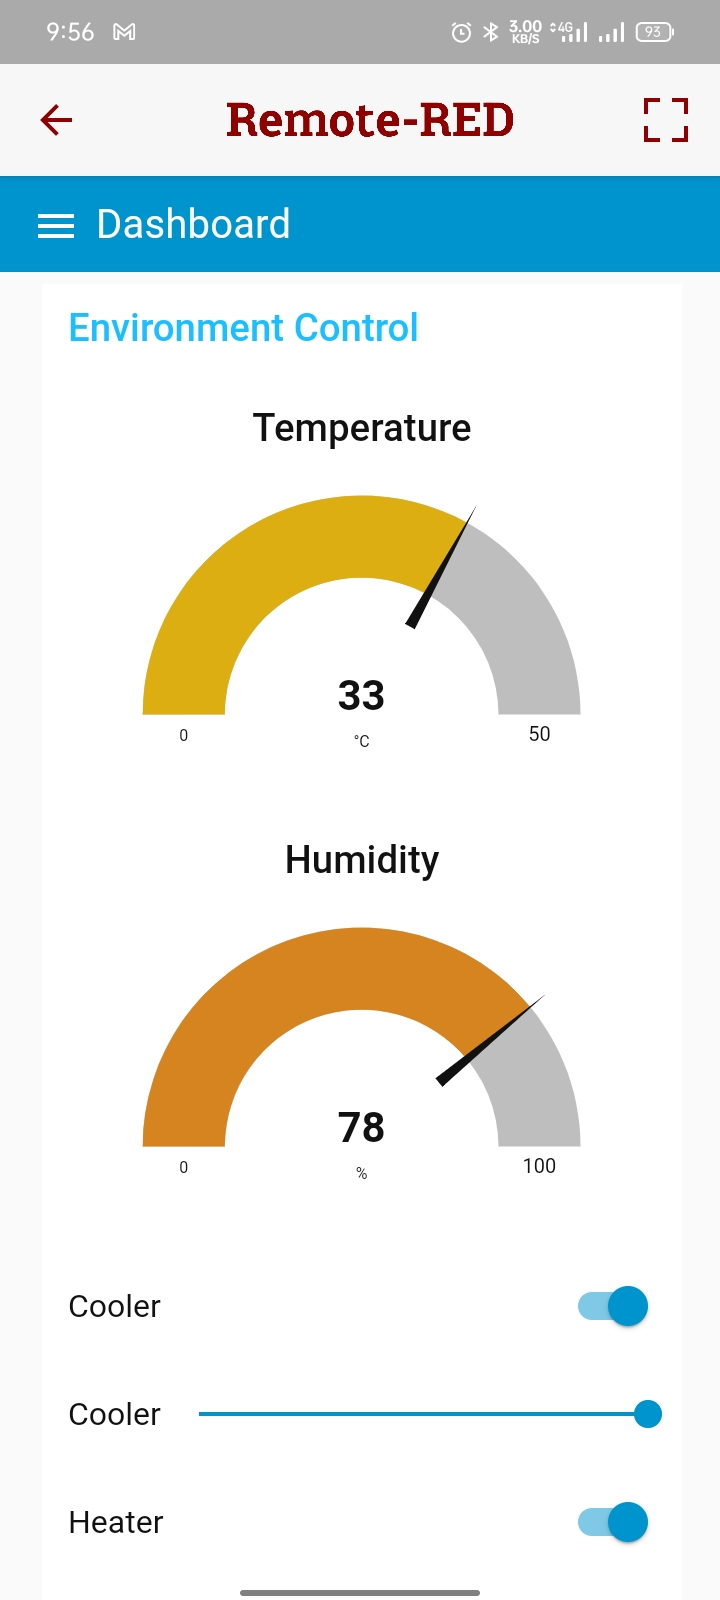 9:56
3.00
KB/S
4G
93
Remote-RED
Dashboard
Environment Control
Temperature
33
0
°C
50
Humidity
78
0
%
100
Cooler
Cooler
Heater